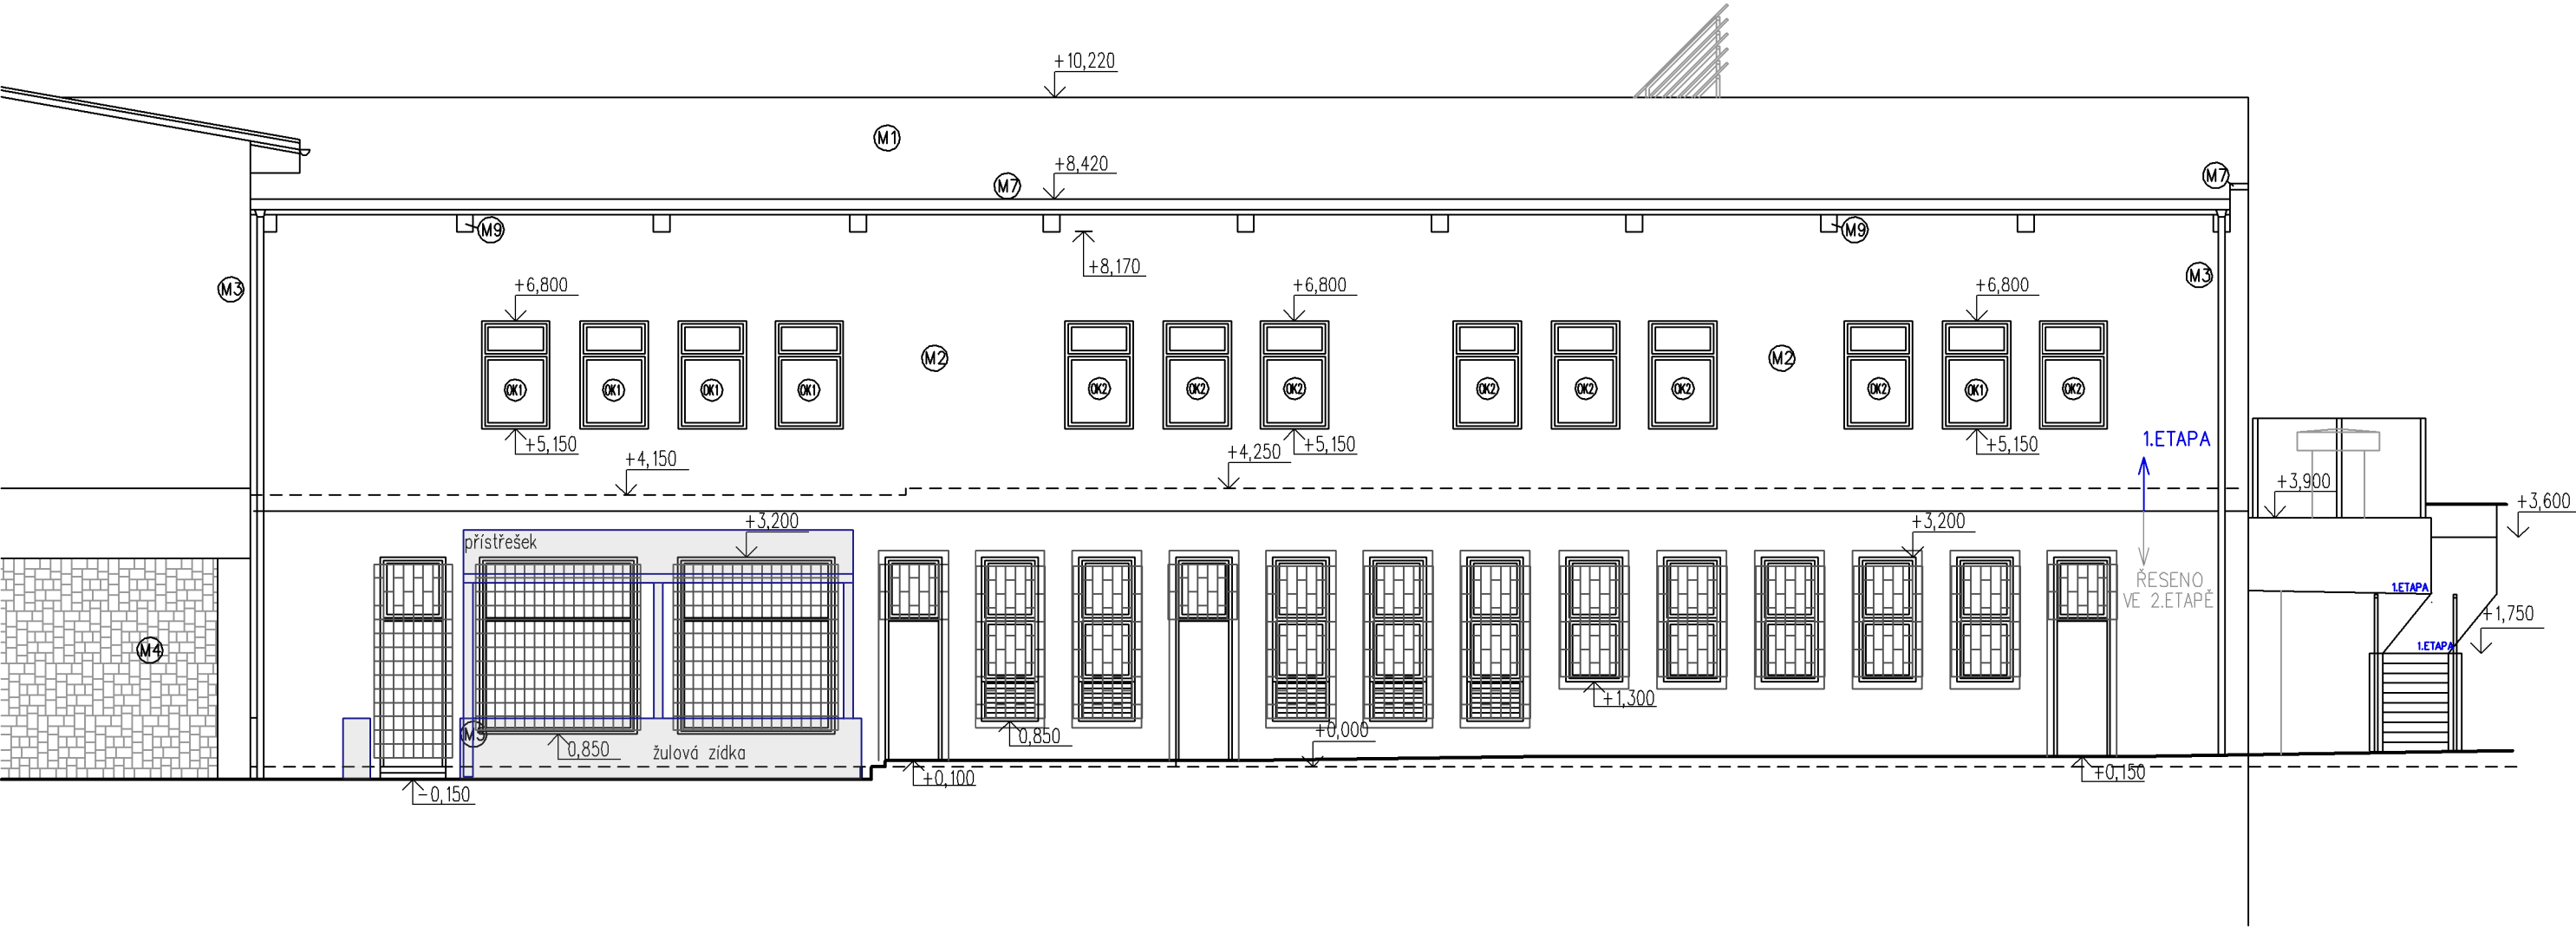 +10,220
M1
+8,420
M7
M7
M9
M9
+8,170
M3
M3
+6,800
+6,800
+6,800
M2
M2
OK1
OK1
OK1
OK1
OK2
OK2
OK2
OK2
OK2
OK2
OK2
OK1
OK2
+5,150
+5,150
+5,150
1.ETAPA
+4,150
+4,250
+3,900
+3,600
+3,200
+3,200
přístřešek
ŘEŠENO
VE 2.ETAPĚ
1.ETAPA
+1,750
1.ETAPA
M4
+1,300
M5
0,850
žulová zídka
0,850
+0,000
-0,150
+0,100
+0,150